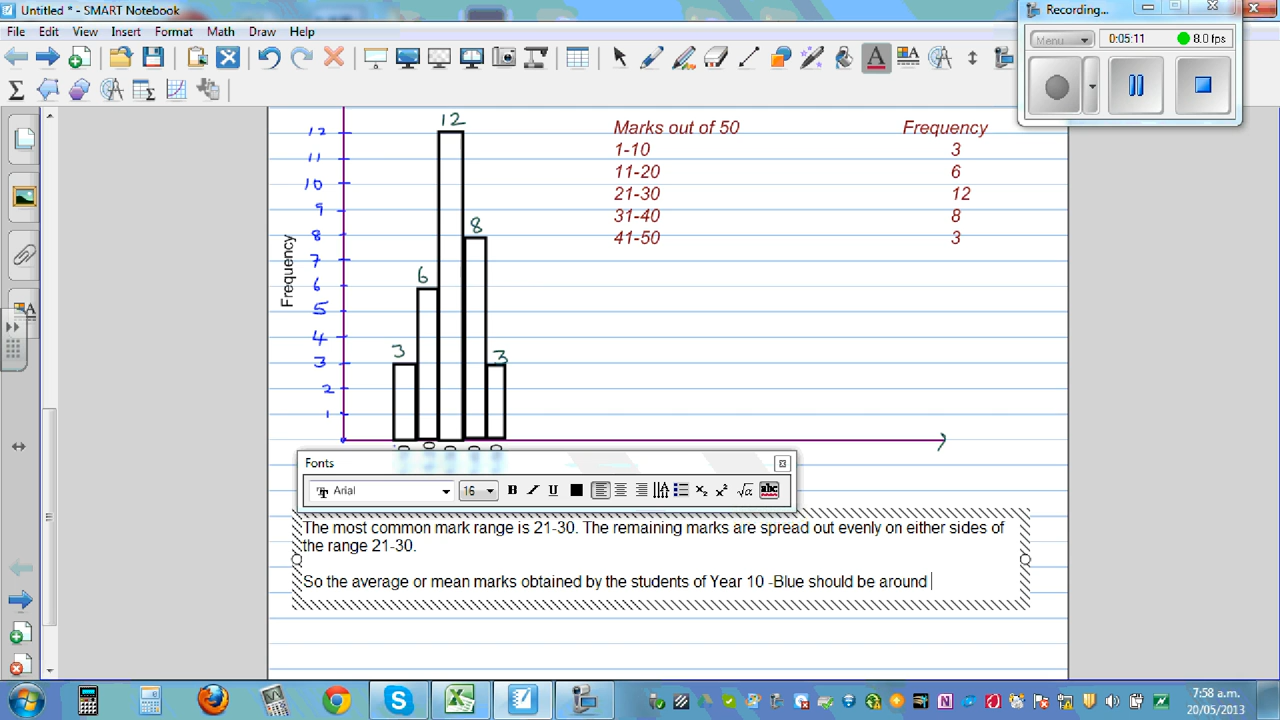 Untitled * - SMART Notebook
File Edit View Insert Format Math Draw Help
Recording...
Menu 0:05:11 8.0 fps
Marks out of 50 Frequency
1-10 3
11-20 6
21-30 12
31-40 8
41-50 3
12
11
10
9
8
7
6
5
4
3
2
1
Frequency
3
6
12
8
3
Fonts
Arial 16 B I U abc
The most common mark range is 21-30. The remaining marks are spread out evenly on either sides of
the range 21-30.
So the average or mean marks obtained by the students of Year 10 -Blue should be around
7:58 a.m.
20/05/2013